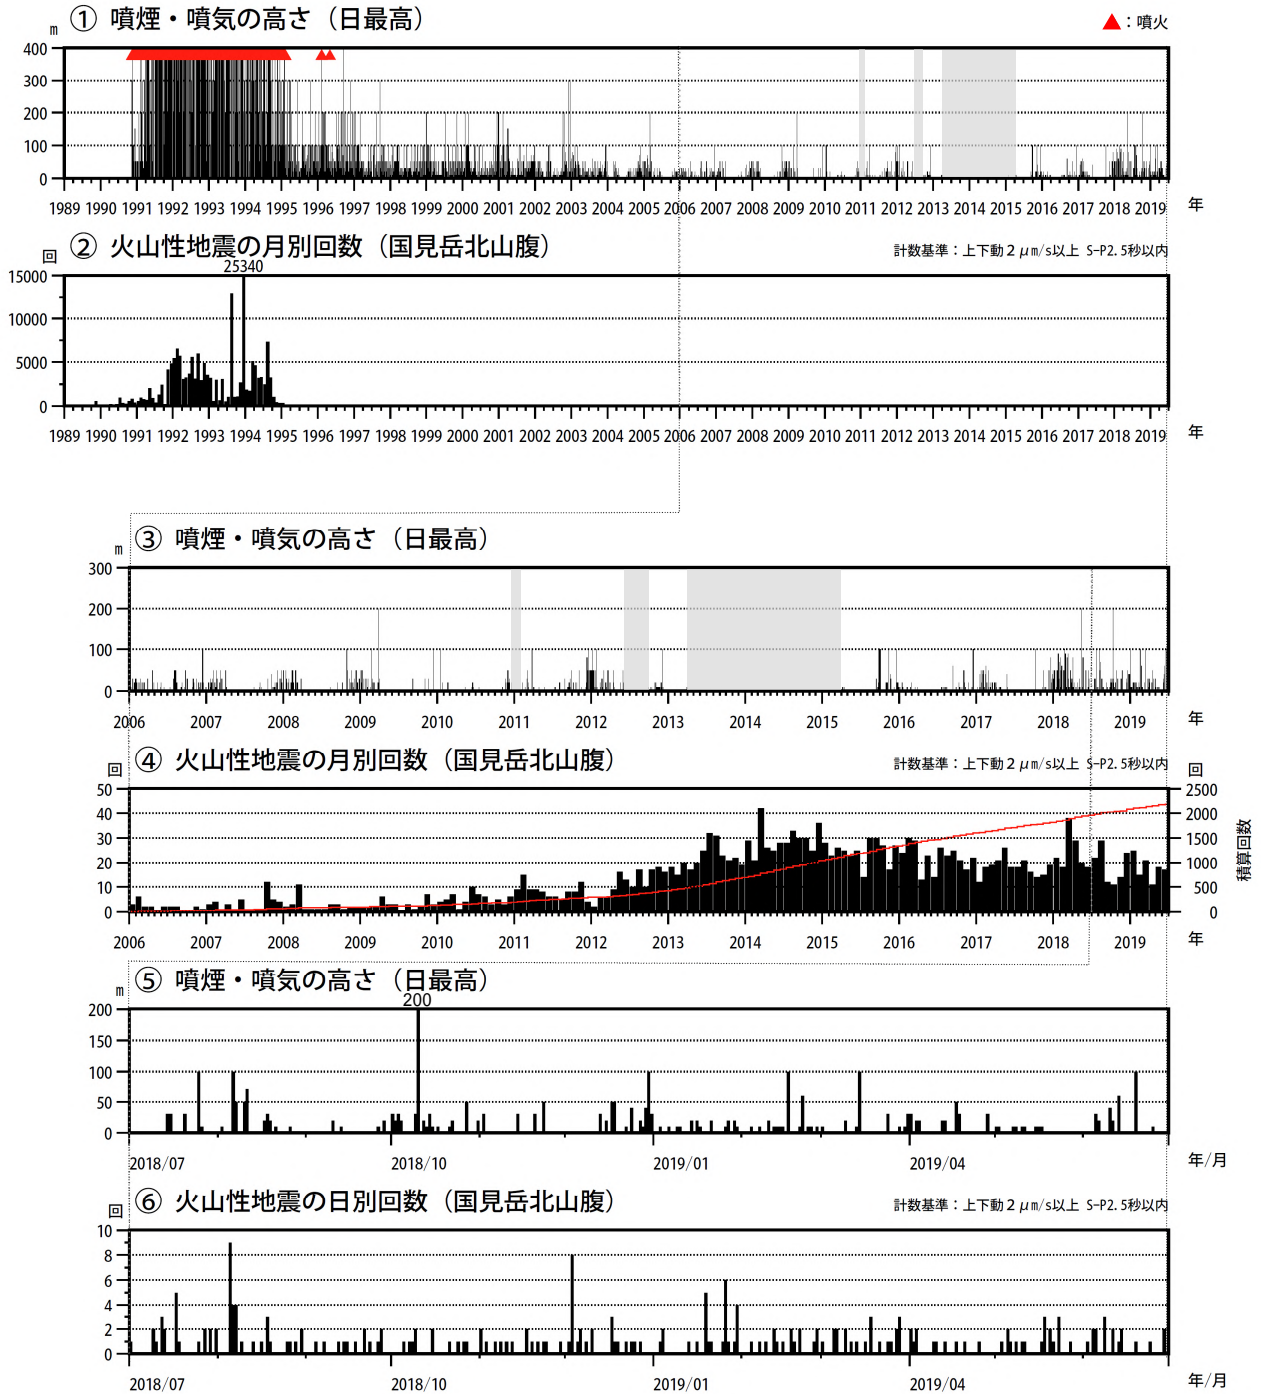 ① 噴煙・噴気の高さ（日最高）
m
▲：噴火
400
300
200
100
0
1989 1990 1991 1992 1993 1994 1995 1996 1997 1998 1999 2000 2001 2002 2003 2004 2005 2006 2007 2008 2009 2010 2011 2012 2013 2014 2015 2016 2017 2018 2019 年
② 火山性地震の月別回数（国見岳北山腹）
回
計数基準：上下動２μm/s以上 S-P2.5秒以内
25340
15000
10000
5000
0
1989 1990 1991 1992 1993 1994 1995 1996 1997 1998 1999 2000 2001 2002 2003 2004 2005 2006 2007 2008 2009 2010 2011 2012 2013 2014 2015 2016 2017 2018 2019 年
③ 噴煙・噴気の高さ（日最高）
m
300
200
100
0
2006 2007 2008 2009 2010 2011 2012 2013 2014 2015 2016 2017 2018 2019 年
④ 火山性地震の月別回数（国見岳北山腹）
回
計数基準：上下動２μm/s以上 S-P2.5秒以内
回
50 2500
40 2000
30 1500
20 1000
10 500
0 0
積算回数
2006 2007 2008 2009 2010 2011 2012 2013 2014 2015 2016 2017 2018 2019 年
⑤ 噴煙・噴気の高さ（日最高）
m
200
200
150
100
50
0
2018/07 2018/10 2019/01 2019/04 年/月
⑥ 火山性地震の日別回数（国見岳北山腹）
回
計数基準：上下動２μm/s以上 S-P2.5秒以内
10
8
6
4
2
0
2018/07 2018/10 2019/01 2019/04 年/月